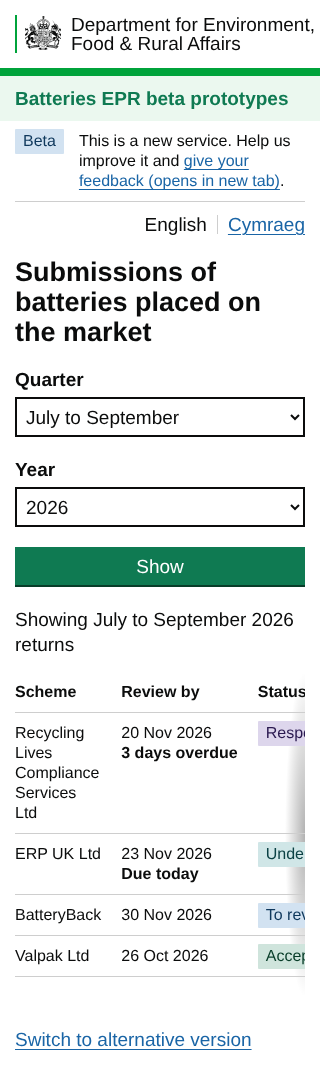 Department for Environment,
Food & Rural Affairs
Batteries EPR beta prototypes
Beta
This is a new service. Help us
improve it and give your
feedback (opens in new tab).
English
Cymraeg
Submissions of
batteries placed on
the market
Quarter
July to September
Year
2026
Show
Showing July to September 2026
returns
Scheme Review by Status
Recycling
Lives
Compliance
Services
Ltd
20 Nov 2026
3 days overdue
ERP UK Ltd 23 Nov 2026
Due today
BatteryBack 30 Nov 2026 To
Valpak Ltd 26 Oct 2026
Switch to alternative version